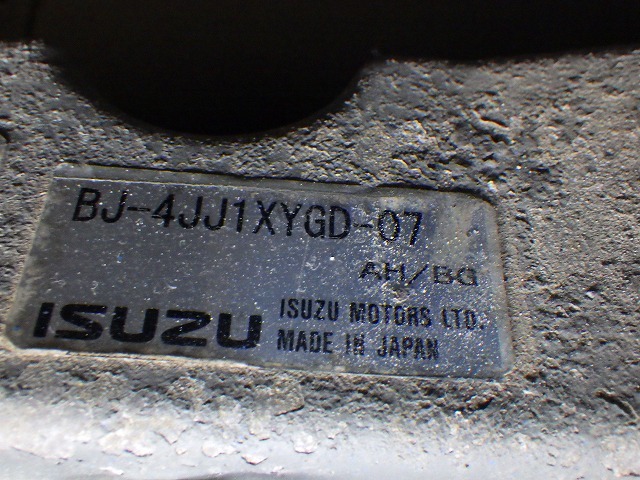 BJ-4JJ1XYGD-07
AH/BG
ISUZU
ISUZU MOTORS LTD.
MADE IN JAPAN